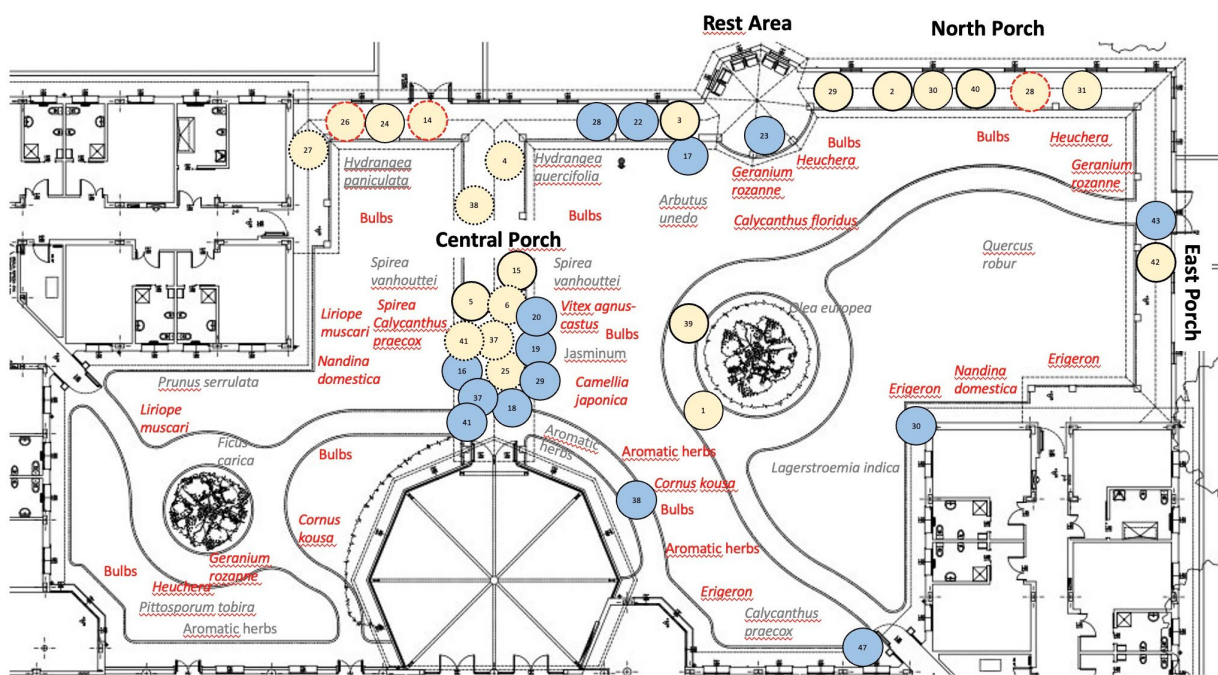 Rest Area
North Porch
29
2
30
40
28
31
26
24
14
28
22
3
27
4
17
23
Bulbs
Heuchera
Bulbs
Heuchera
Geranium
rozanne
Geranium
rozanne
Hydrangea
paniculata
Hydrangea
quercifolia
Arbutus
unedo
38
Bulbs
Bulbs
Calycanthus floridus
43
Central Porch
Quercus
robur
42
East Porch
Spirea
vanhouttei
15
Spirea
vanhouttei
5
6
20
Liriope
muscari
Spirea
Calycanthus
praecox
Vitex agnus-
castus
Olea europea
39
41
37
19
Bulbs
Jasminum
Nandina
domestica
16
25
29
Camellia
japonica
Erigeron
Nandina
domestica
Erigeron
Prunus serrulata
37
18
1
Liriope
muscari
41
30
Ficus
carica
Bulbs
Aromatic
herbs
Aromatic herbs
Lagerstroemia indica
Cornus kousa
38
Bulbs
Cornus
kousa
Aromatic herbs
Geranium
rozanne
Bulbs
Heuchera
Erigeron
Pittosporum tobira
Aromatic herbs
Calycanthus
praecox
47